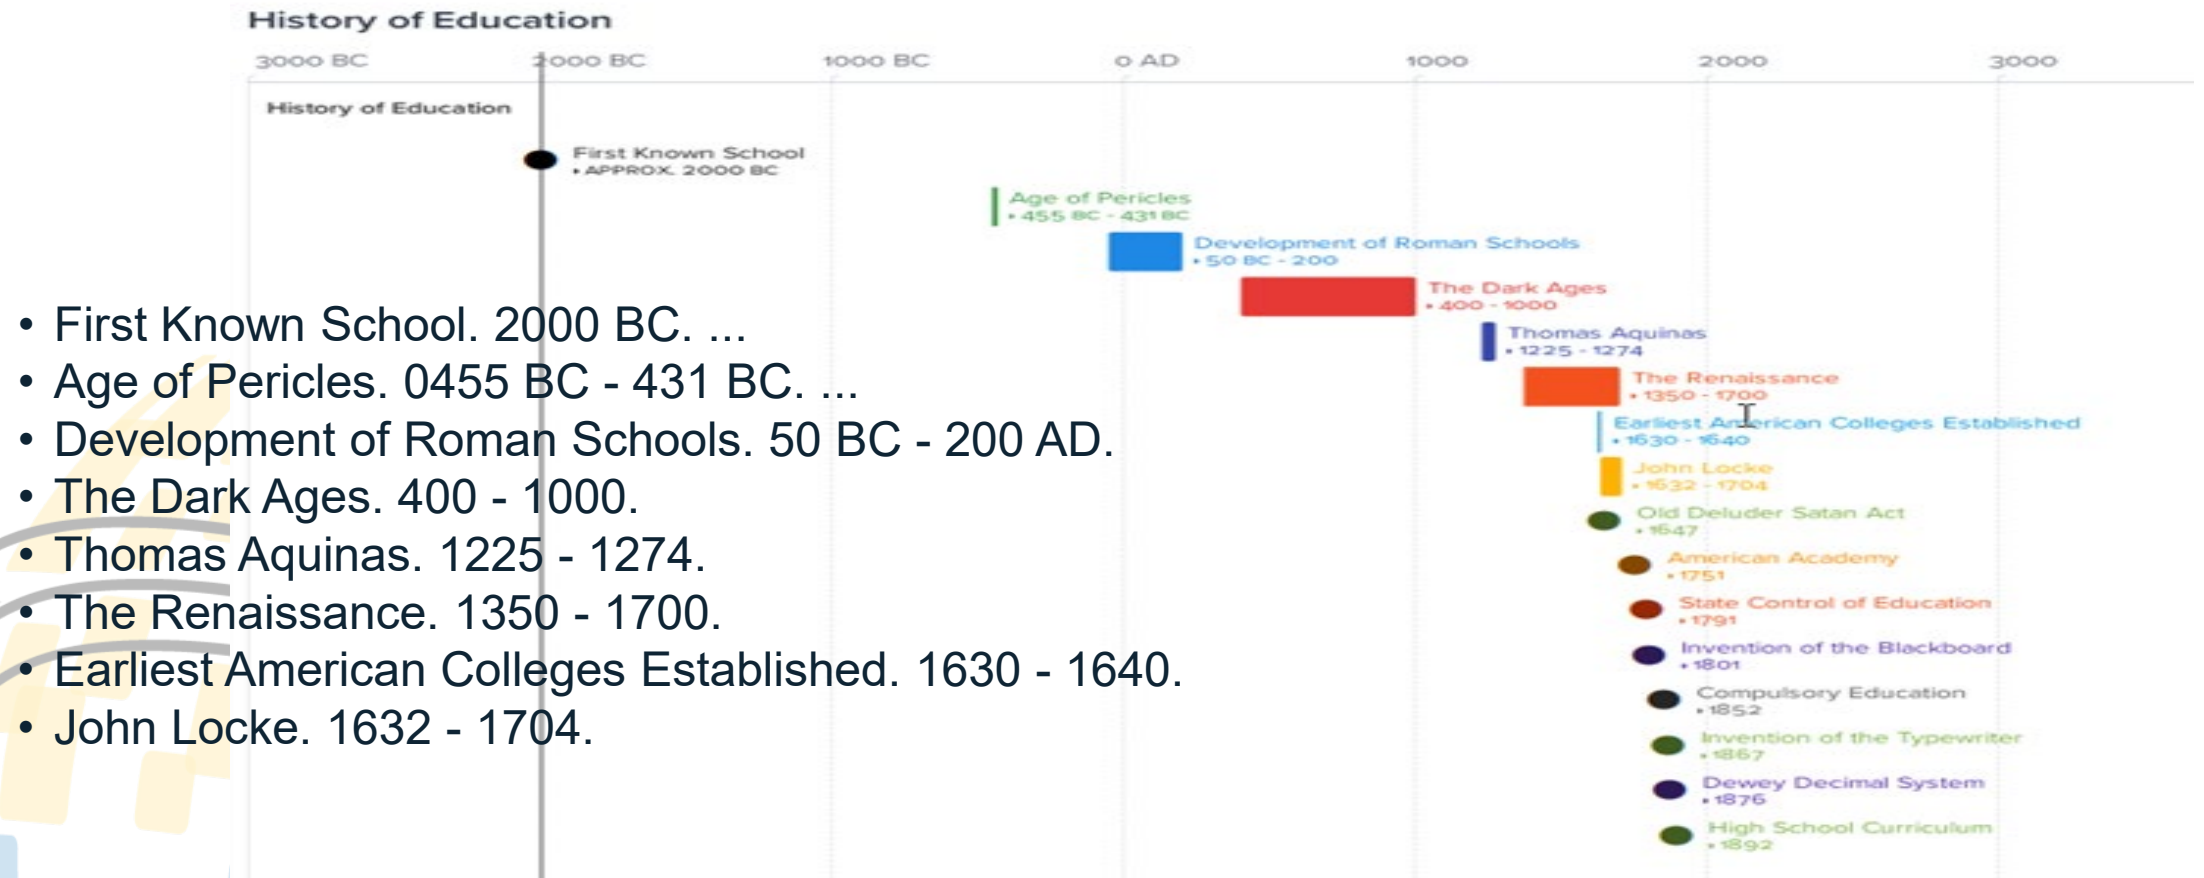 History of Education
3000 BC 2000 BC 1000 BC 0 AD 1000 2000 3000
History of Education
First Known School
• APPROX. 2000 BC
Age of Pericles
• 455 BC - 431 BC
Development of Roman Schools
• 50 BC - 200
The Dark Ages
• 400 - 1000
Thomas Aquinas
• 1225 - 1274
The Renaissance
• 1350 - 1700
Earliest American Colleges Established
• 1630 - 1640
John Locke
• 1632 - 1704
Old Deluder Satan Act
• 1647
American Academy
• 1751
State Control of Education
• 1791
Invention of the Blackboard
• 1801
Compulsory Education
• 1852
Invention of the Typewriter
• 1867
Dewey Decimal System
• 1876
High School Curriculum
• 1892
• First Known School. 2000 BC. ...
• Age of Pericles. 0455 BC - 431 BC. ...
• Development of Roman Schools. 50 BC - 200 AD.
• The Dark Ages. 400 - 1000.
• Thomas Aquinas. 1225 - 1274.
• The Renaissance. 1350 - 1700.
• Earliest American Colleges Established. 1630 - 1640.
• John Locke. 1632 - 1704.